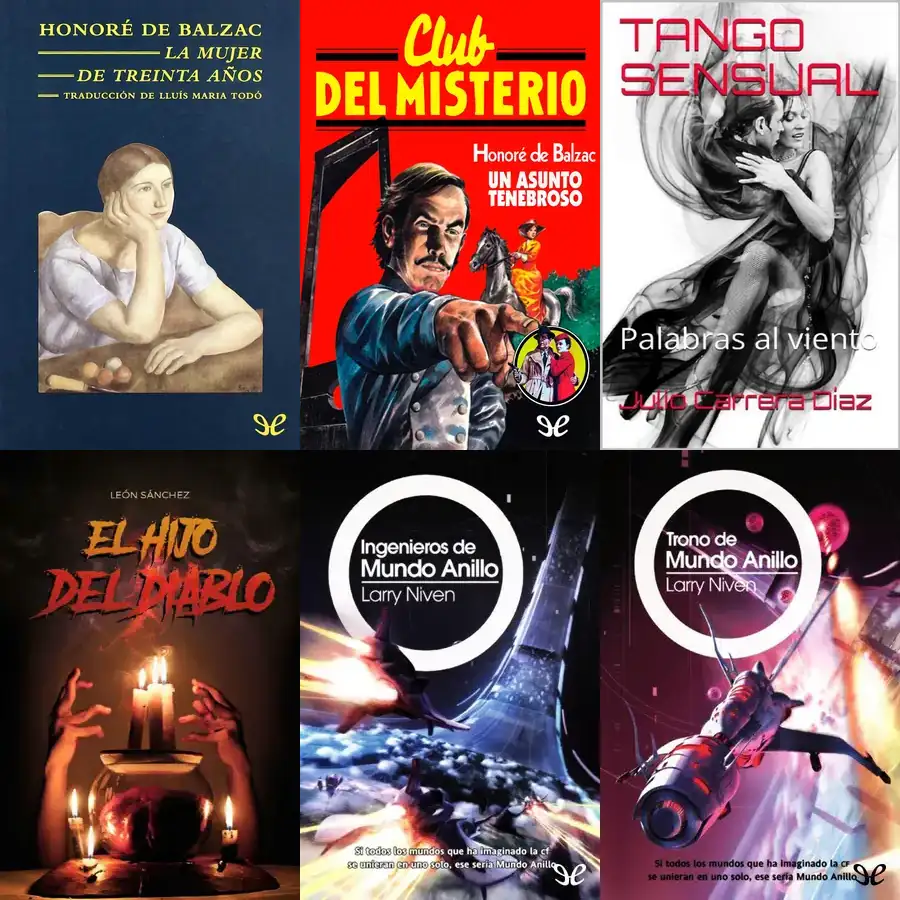 HONORÉ DE BALZAC
LA MUJER
DE TREINTA AÑOS
TRADUCCIÓN DE LLUÍS MARIA TODÓ
Club
DEL MISTERIO
Honoré de Balzac
UN ASUNTO
TENEBROSO
TANGO
SENSUAL
Palabras al viento
Julio Carrera Diaz
LEÓN SÁNCHEZ
EL HIJO
DEL DIABLO
Ingenieros de
Mundo Anillo
Larry Niven
Si todos los mundos que ha imaginado la cf
se unieran en uno solo, ese sería Mundo Anillo
Trono de
Mundo Anillo
Larry Niven
Si todos los mundos que ha imaginado la CF
se unieran en uno solo, ese sería Mundo Anillo